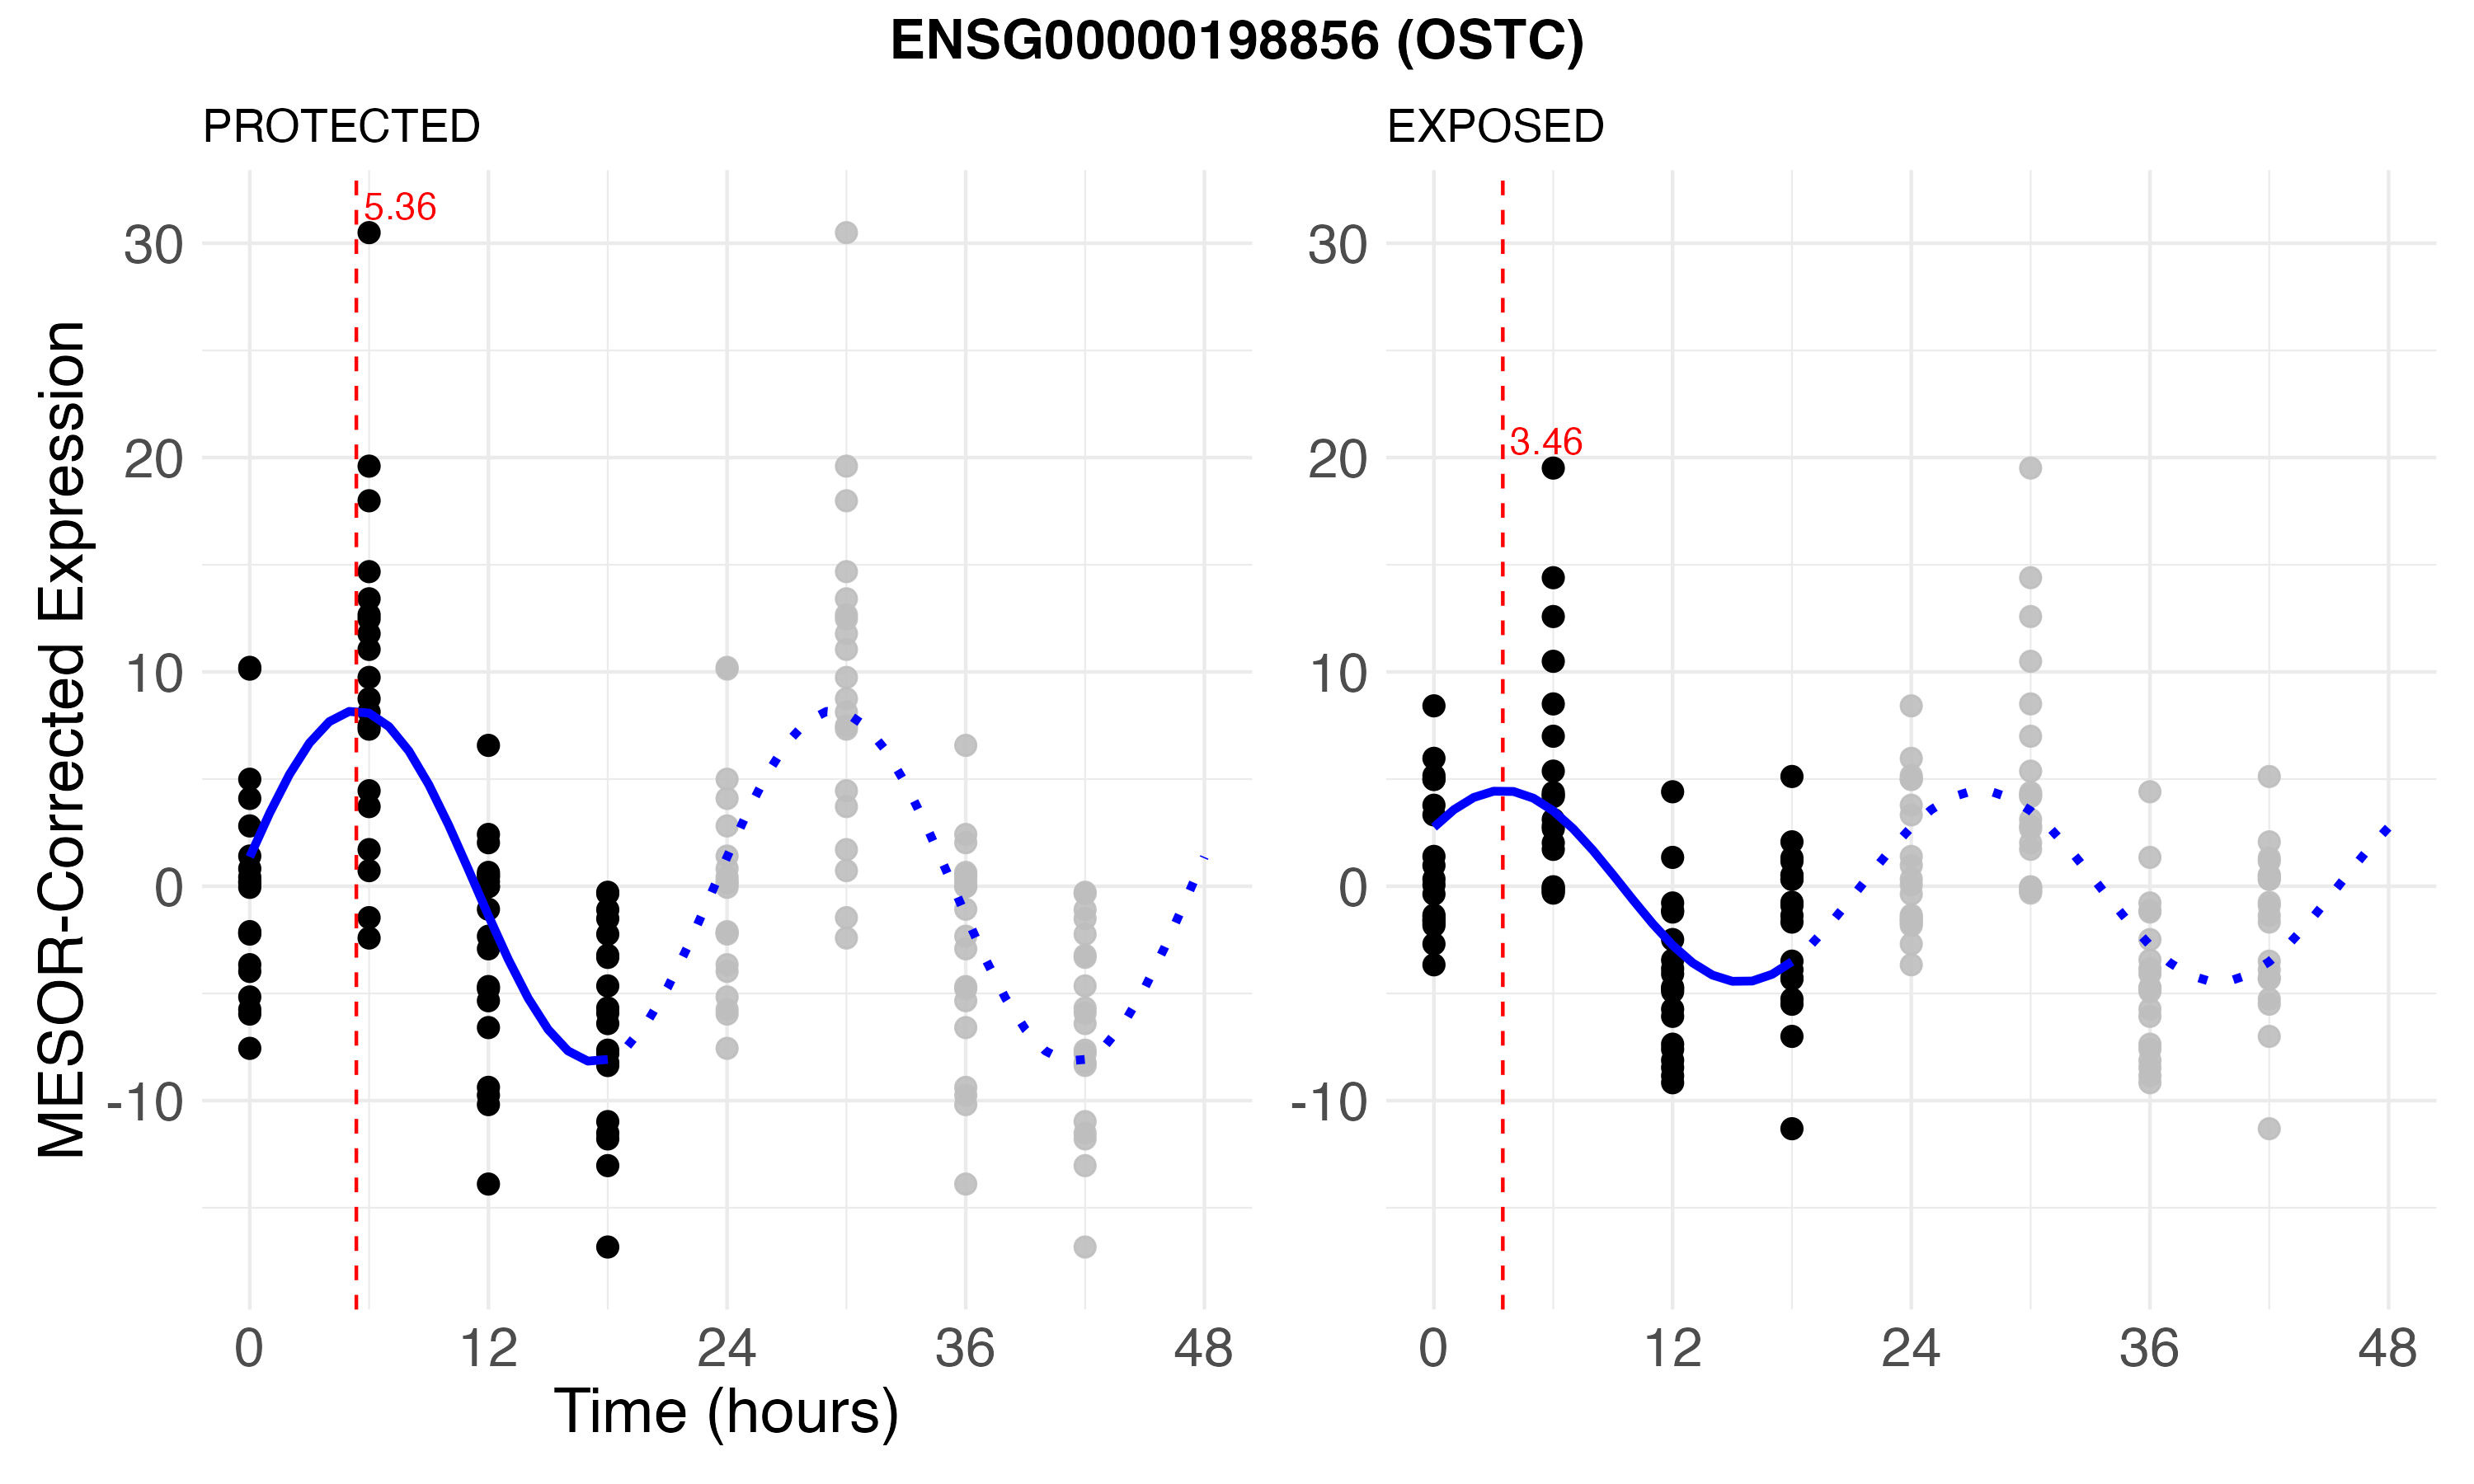 ENSG00000198856 (OSTC)
PROTECTED
EXPOSED
MESOR-Corrected Expression
30
20
10
0
-10
5.36
0 12 24 36 48
30
20
10
0
-10
3.46
0 12 24 36 48
Time (hours)